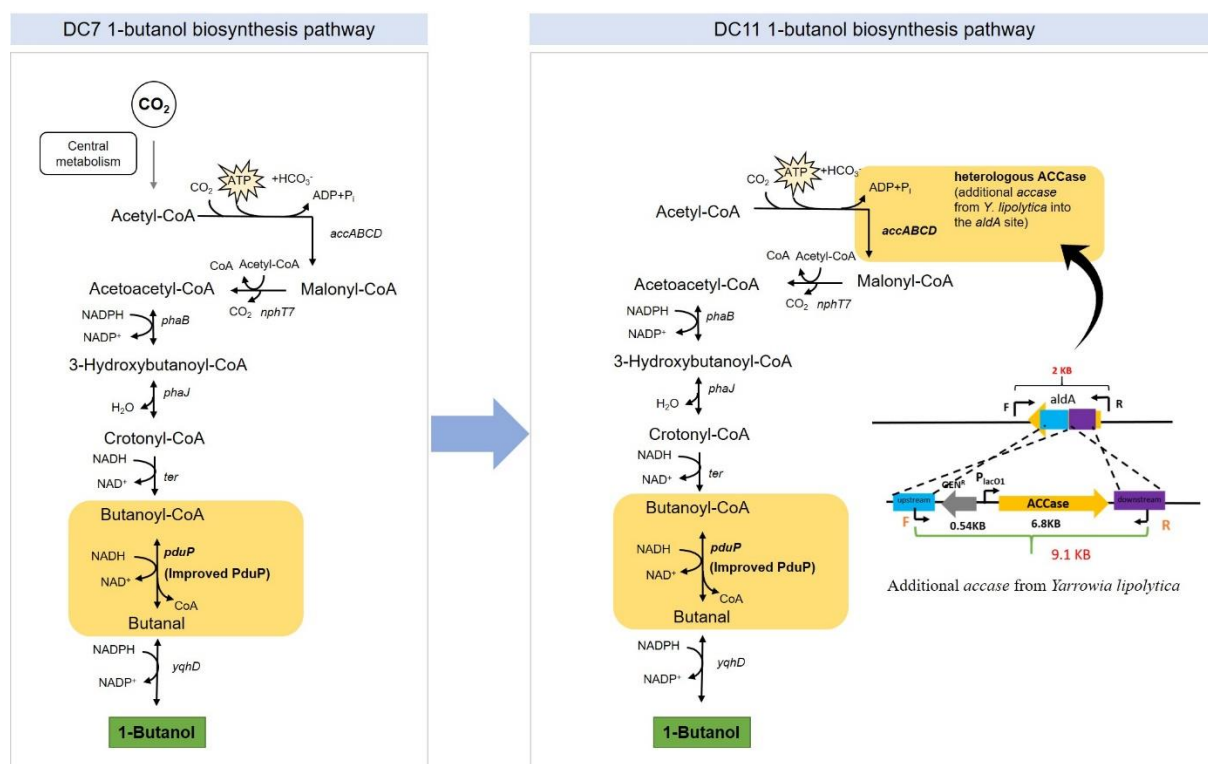 DC7 1-butanol biosynthesis pathway
CO₂
Central
metabolism
CO₂
ATP
+HCO₃⁻
ADP+Pᵢ
Acetyl-CoA
accABCD
CoA Acetyl-CoA
Acetoacetyl-CoA
Malonyl-CoA
CO₂ nphT7
NADPH
phaB
NADP⁺
3-Hydroxybutanoyl-CoA
phaJ
H₂O
Crotonyl-CoA
NADH
ter
NAD⁺
Butanoyl-CoA
NADH
pduP
(Improved PduP)
NAD⁺
CoA
Butanal
NADPH
yqhD
NADP⁺
1-Butanol
DC11 1-butanol biosynthesis pathway
CO₂
ATP
+HCO₃⁻
ADP+Pᵢ
heterologous ACCase
(additional accase
from Y. lipolytica into
the aldA site)
Acetyl-CoA
accABCD
CoA Acetyl-CoA
Acetoacetyl-CoA
Malonyl-CoA
CO₂ nphT7
NADPH
phaB
NADP⁺
3-Hydroxybutanoyl-CoA
phaJ
H₂O
Crotonyl-CoA
NADH
ter
NAD⁺
Butanoyl-CoA
NADH
pduP
(Improved PduP)
NAD⁺
CoA
Butanal
NADPH
yqhD
NADP⁺
1-Butanol
2 KB
F aldA R
upstream GENᴿ PlacO1 ACCase downstream
F 0.54KB 6.8KB R
9.1 KB
Additional accase from Yarrowia lipolytica